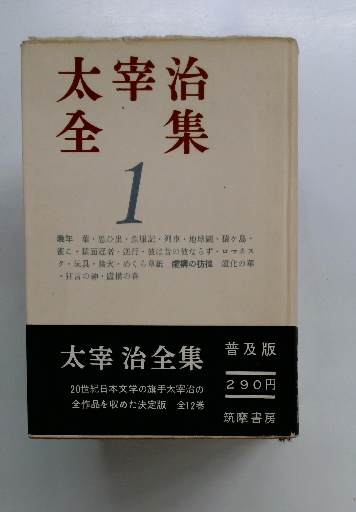 太宰治
全集
1
晩年　葉・思ひ出・魚服記・列車・地球図・猿ケ島・
雀こ・猿面冠者・逆行・彼は昔の彼ならず・ロマネス
ク・玩具・陰火・めくら草紙　虚構の彷徨　道化の華
・狂言の神・虚構の春
太宰 治全集
20世紀日本文学の旗手太宰治の
全作品を収めた決定版　全12巻
普及版
290円
筑摩書房